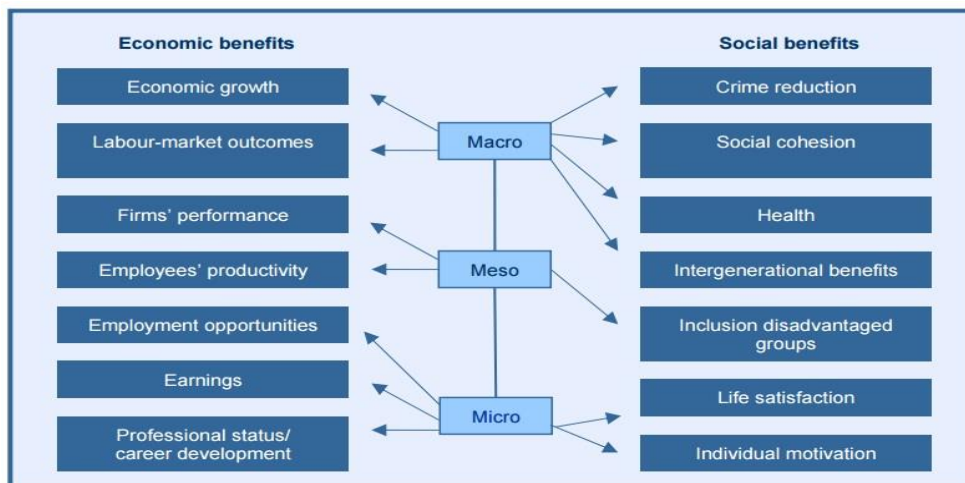 Economic benefits
Economic growth
Labour-market outcomes
Firms' performance
Employees' productivity
Employment opportunities
Earnings
Professional status/
career development
Macro
Meso
Micro
Social benefits
Crime reduction
Social cohesion
Health
Intergenerational benefits
Inclusion disadvantaged
groups
Life satisfaction
Individual motivation